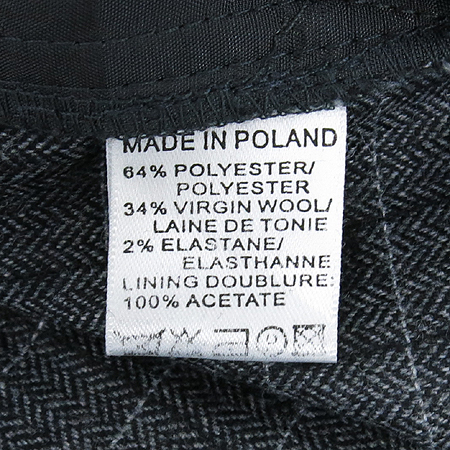 MADE IN POLAND
64% POLYESTER/
POLYESTER
34% VIRGIN WOOL/
LAINE DE TONIE
2% ELASTANE/
ELASTHANNE
LINING DOUBLURE:
100% ACETATE